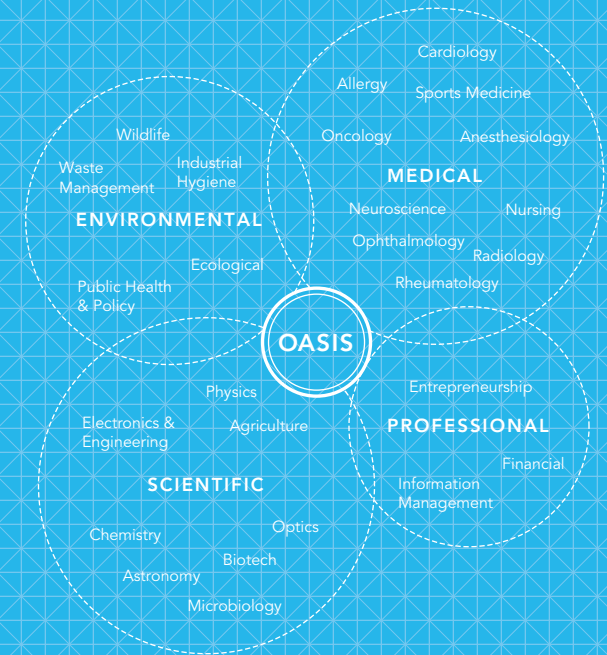 Cardiology
Allergy
Sports Medicine
Oncology
Anesthesiology
MEDICAL
Neuroscience
Nursing
Ophthalmology
Radiology
Rheumatology
Wildlife
Waste
Management
Industrial
Hygiene
ENVIRONMENTAL
Ecological
Public Health
& Policy
OASIS
Physics
Electronics &
Engineering
Agriculture
SCIENTIFIC
Optics
Chemistry
Biotech
Astronomy
Microbiology
Entrepreneurship
PROFESSIONAL
Financial
Information
Management